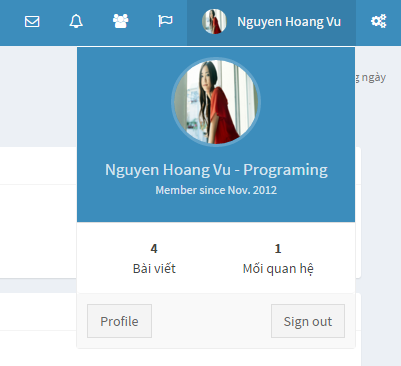 Nguyen Hoang Vu
g ngày
Nguyen Hoang Vu - Programing
Member since Nov. 2012
4 1
Bài viết Mối quan hệ
Profile Sign out